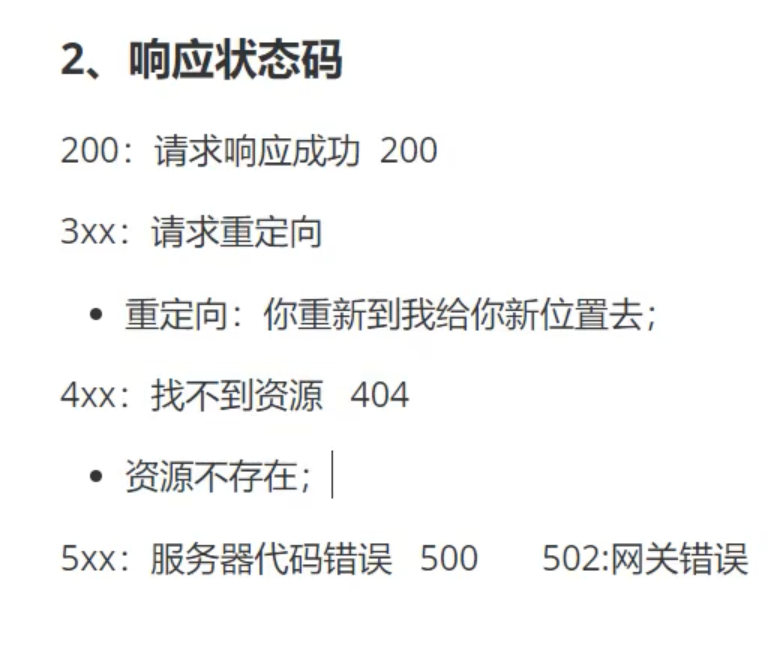 2、响应状态码
200：请求响应成功 200
3xx：请求重定向
• 重定向：你重新到我给你新位置去；
4xx：找不到资源 404
• 资源不存在；
5xx：服务器代码错误 500 502:网关错误